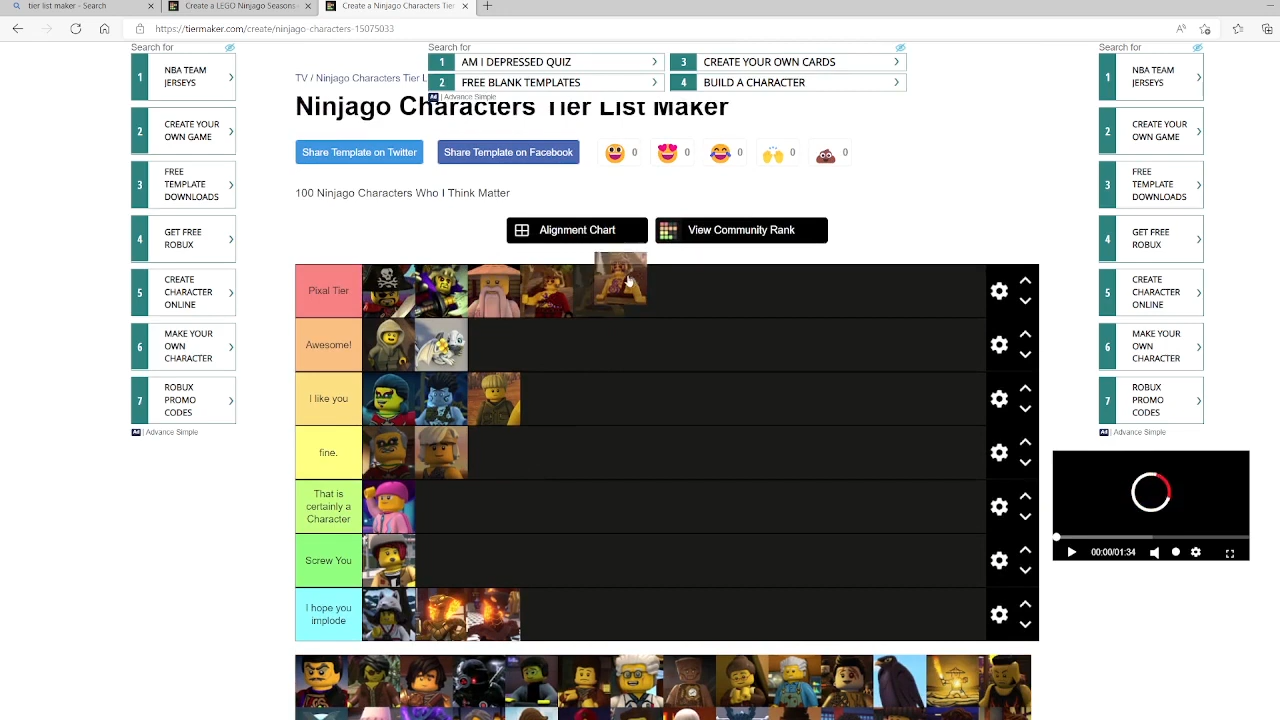 tier list maker - Search
Create a LEGO Ninjago Seasons
Create a Ninjago Characters Tier
https://tiermaker.com/create/ninjago-characters-15075033
Search for
1 NBA TEAM
JERSEYS
2 CREATE YOUR
OWN GAME
3 FREE
TEMPLATE
DOWNLOADS
4 GET FREE
ROBUX
5 CREATE
CHARACTER
ONLINE
6 MAKE YOUR
OWN
CHARACTER
7 ROBUX
PROMO
CODES
Ad | Advance Simple
Search for
1 AM I DEPRESSED QUIZ
2 FREE BLANK TEMPLATES
3 CREATE YOUR OWN CARDS
4 BUILD A CHARACTER
Ad | Advance Simple
TV / Ninjago Characters Tier L
Ninjago Characters Tier List Maker
Share Template on Twitter
Share Template on Facebook
0
0
0
0
0
100 Ninjago Characters Who I Think Matter
Alignment Chart
View Community Rank
Pixal Tier
Awesome!
I like you
fine.
That is
certainly a
Character
Screw You
I hope you
implode
Search for
1 NBA TEAM
JERSEYS
2 CREATE YOUR
OWN GAME
3 FREE
TEMPLATE
DOWNLOADS
4 GET FREE
ROBUX
5 CREATE
CHARACTER
ONLINE
6 MAKE YOUR
OWN
CHARACTER
7 ROBUX
PROMO
CODES
Ad | Advance Simple
00:00/01:34